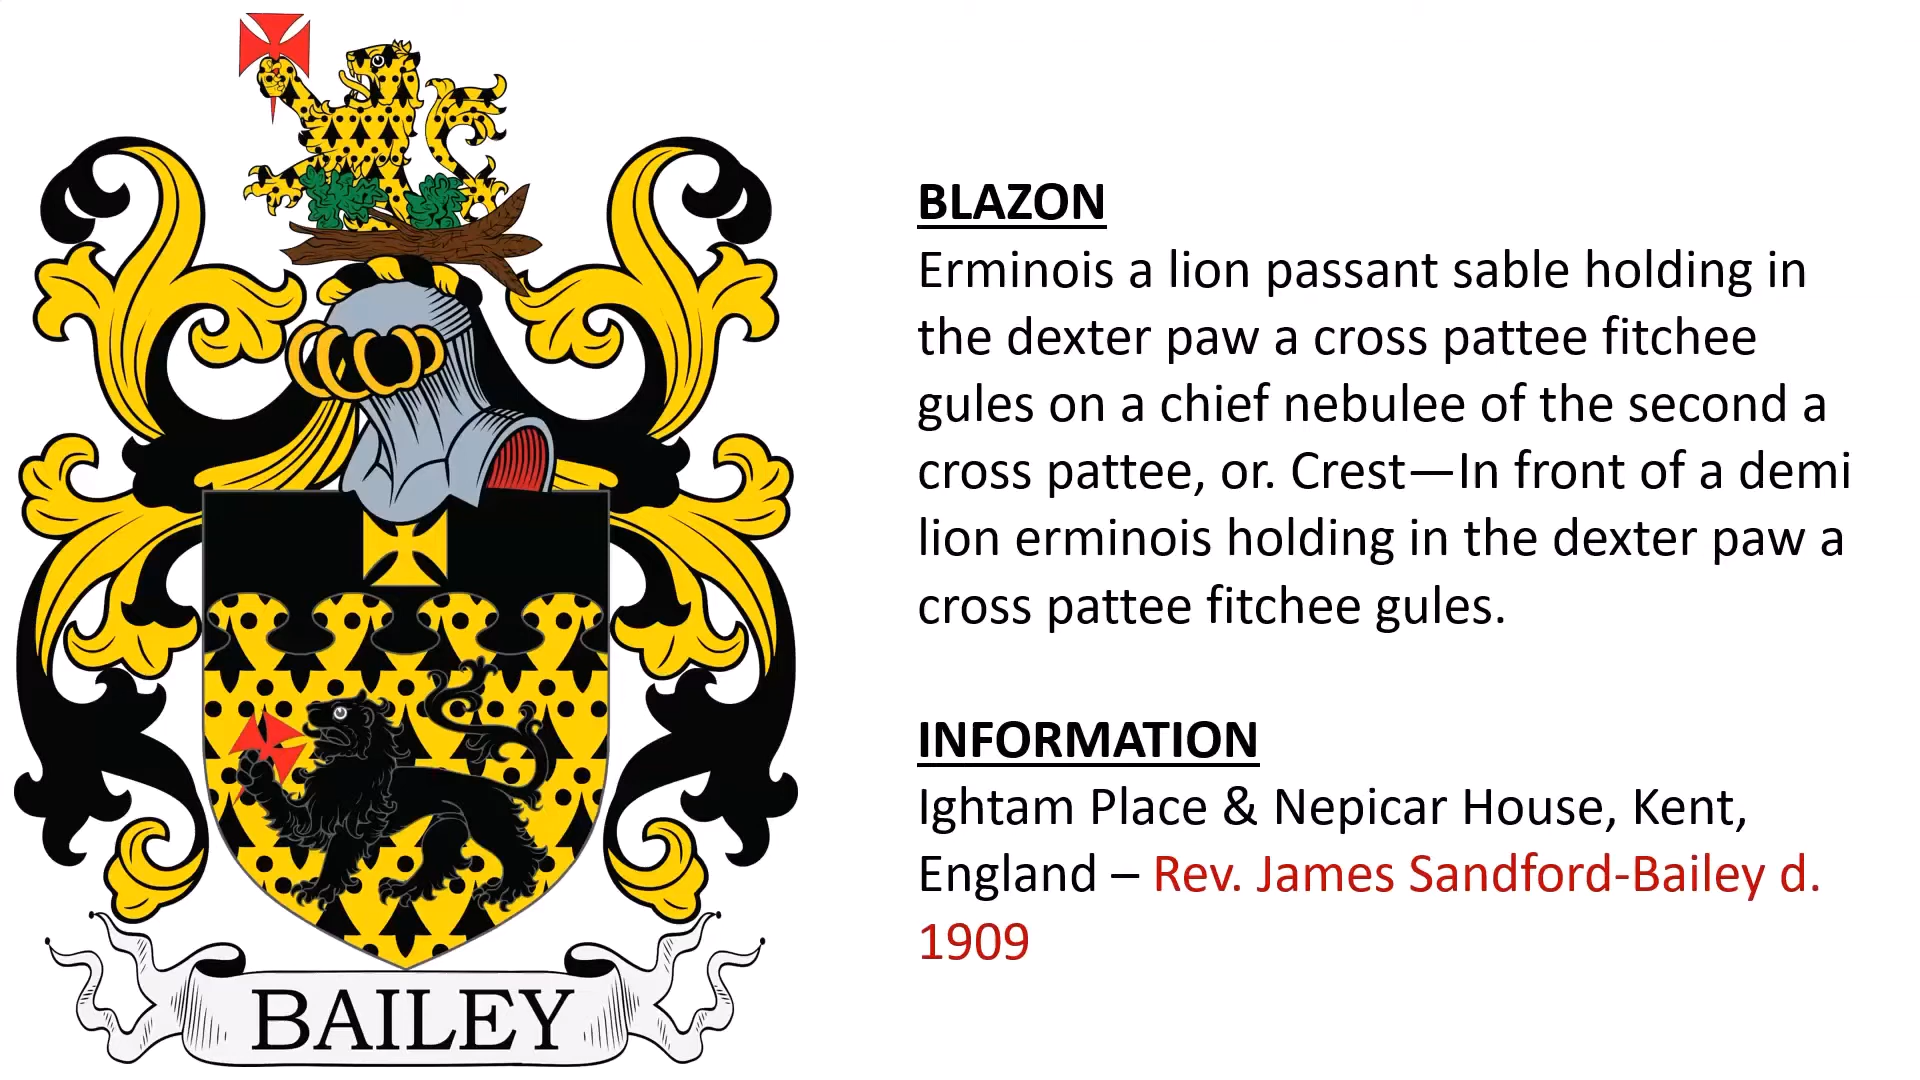 BLAZON
Erminois a lion passant sable holding in
the dexter paw a cross pattee fitchee
gules on a chief nebulee of the second a
cross pattee, or. Crest—In front of a demi
lion erminois holding in the dexter paw a
cross pattee fitchee gules.
INFORMATION
Ightam Place & Nepicar House, Kent,
England – Rev. James Sandford-Bailey d.
1909
BAILEY